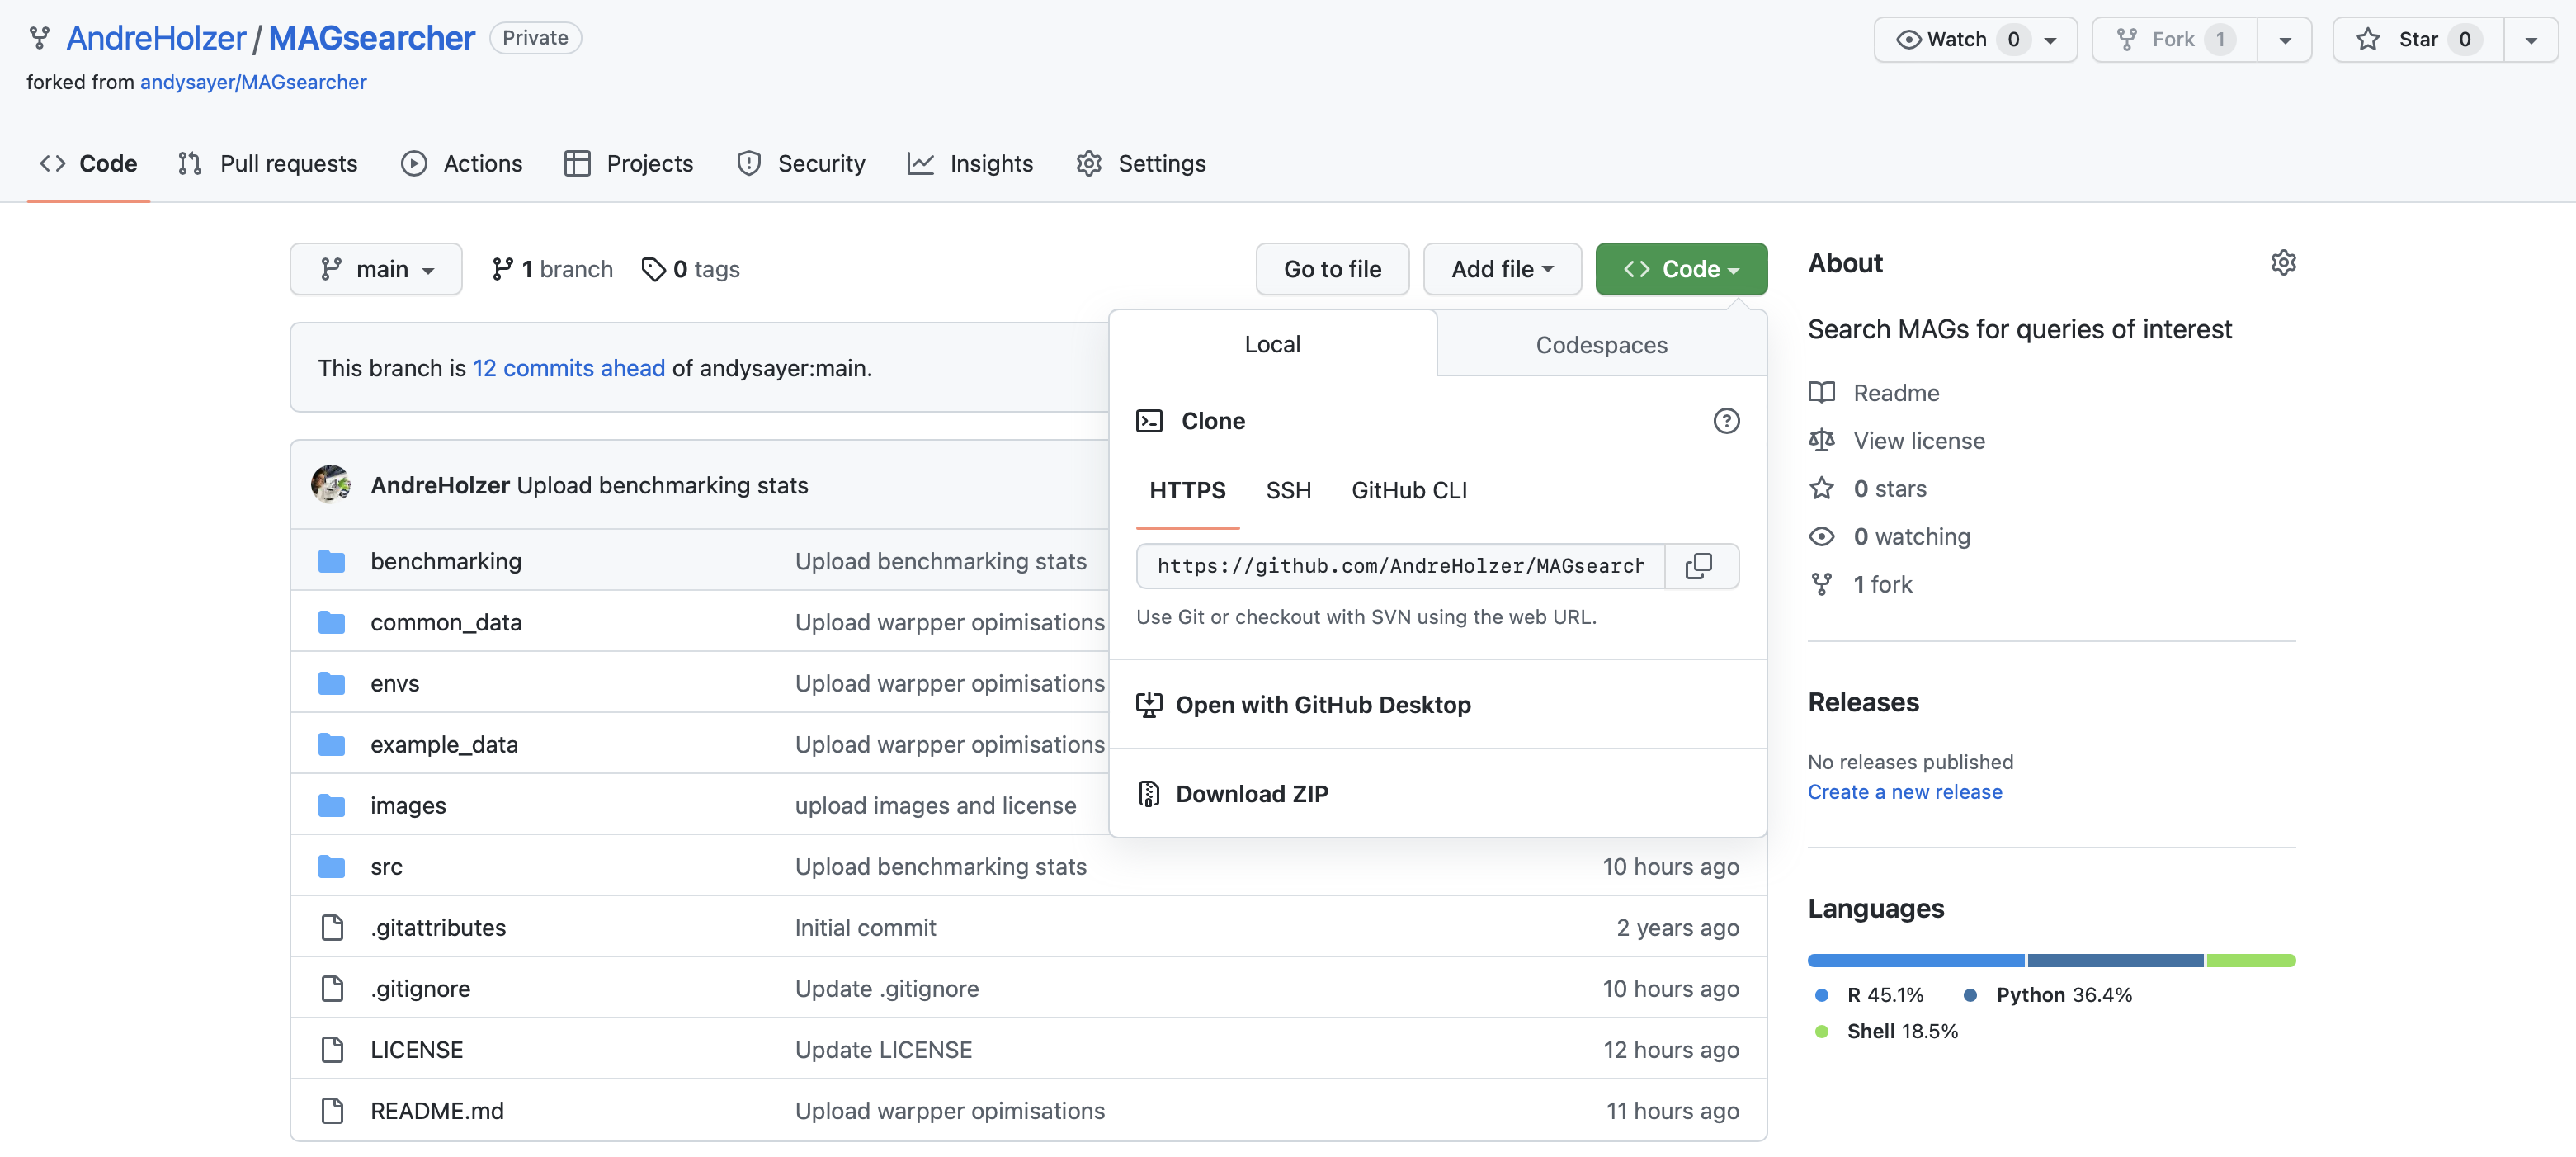 AndreHolzer / MAGsearcher Private
Watch 0 Fork 1 Star 0
forked from andysayer/MAGsearcher
Code Pull requests Actions Projects Security Insights Settings
main 1 branch 0 tags Go to file Add file Code
This branch is 12 commits ahead of andysayer:main.
AndreHolzer Upload benchmarking stats
benchmarking Upload benchmarking stats
common_data Upload warpper opimisations
envs Upload warpper opimisations
example_data Upload warpper opimisations
images upload images and license
src Upload benchmarking stats 10 hours ago
.gitattributes Initial commit 2 years ago
.gitignore Update .gitignore 10 hours ago
LICENSE Update LICENSE 12 hours ago
README.md Upload warpper opimisations 11 hours ago
Local Codespaces
Clone
HTTPS SSH GitHub CLI
https://github.com/AndreHolzer/MAGsearch
Use Git or checkout with SVN using the web URL.
Open with GitHub Desktop
Download ZIP
About
Search MAGs for queries of interest
Readme
View license
0 stars
0 watching
1 fork
Releases
No releases published
Create a new release
Languages
R 45.1% Python 36.4%
Shell 18.5%